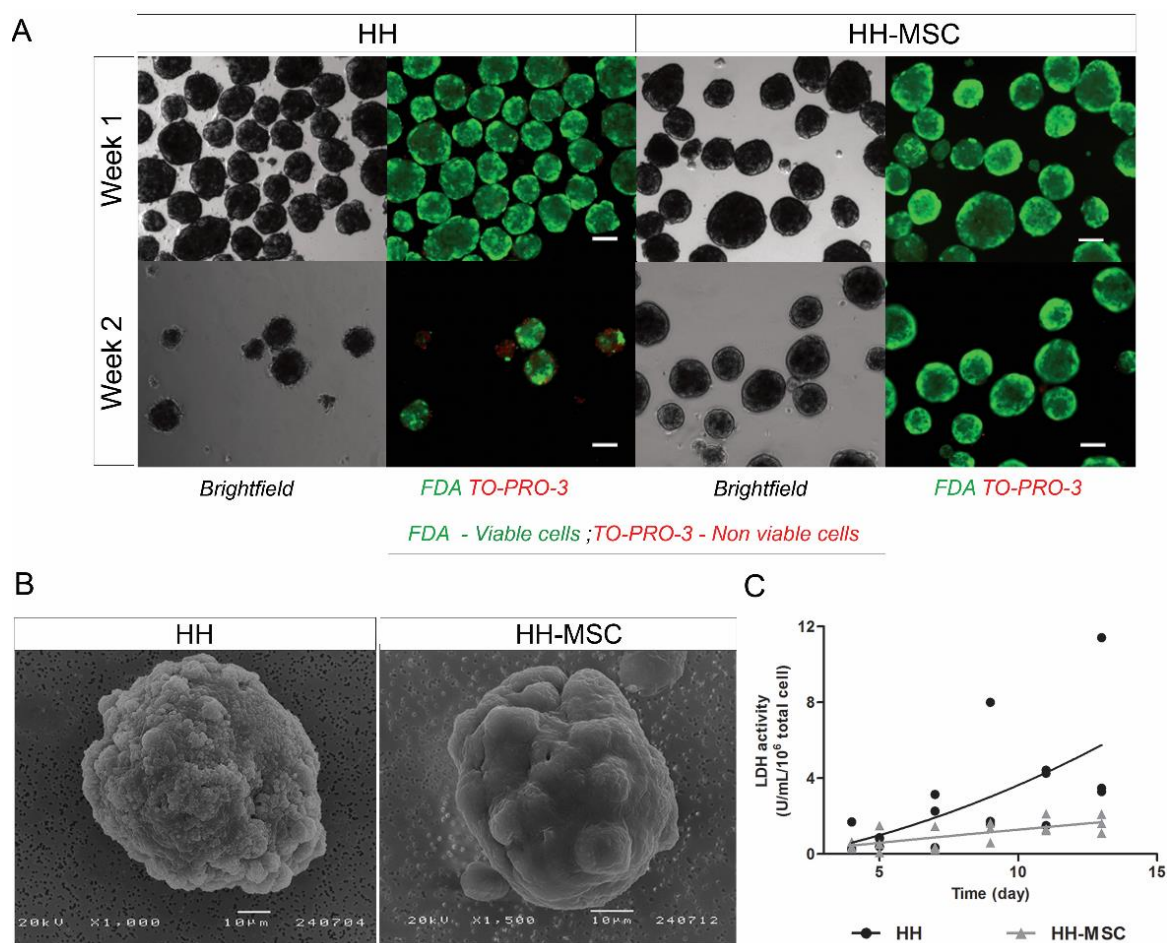 A
HH
HH-MSC
Week 1
Week 2
Brightfield
FDA TO-PRO-3
Brightfield
FDA TO-PRO-3
FDA - Viable cells ;TO-PRO-3 - Non viable cells
B
HH
HH-MSC
20kV X1,000 10μm 240704
20kV X1,500 10μm 240712
C
LDH activity
(U/mL/10⁶ total cell)
12
8
4
0
5
10
15
Time (day)
HH
HH-MSC